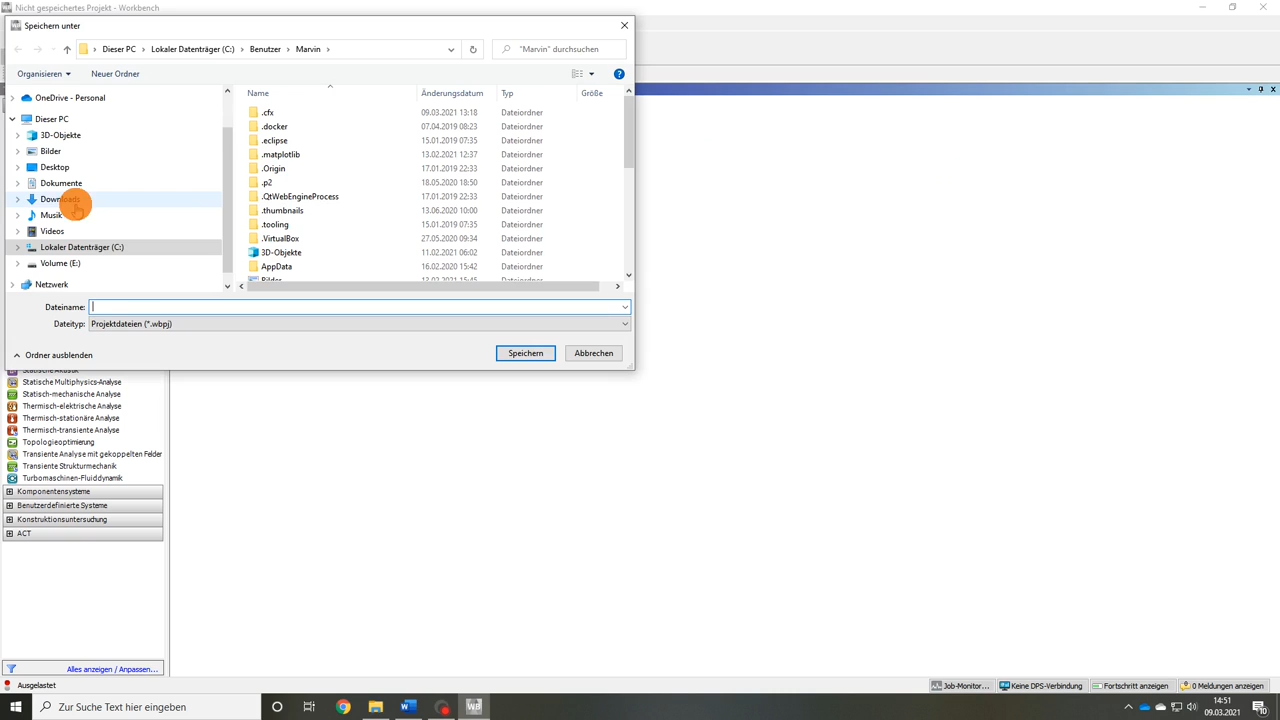 Nicht gespeichertes Projekt - Workbench
Speichern unter
Dieser PC
Lokaler Datenträger (C:)
Benutzer
Marvin
"Marvin" durchsuchen
Organisieren
Neuer Ordner
OneDrive - Personal
Dieser PC
3D-Objekte
Bilder
Desktop
Dokumente
Downloads
Musik
Videos
Lokaler Datenträger (C:)
Volume (E:)
Netzwerk
Name Änderungsdatum Typ Größe
.cfx 09.03.2021 13:18 Dateiordner
.docker 07.04.2019 08:23 Dateiordner
.eclipse 15.01.2019 07:35 Dateiordner
.matplotlib 13.02.2021 12:37 Dateiordner
.Origin 17.01.2019 22:33 Dateiordner
.p2 18.05.2020 18:50 Dateiordner
.QtWebEngineProcess 17.01.2019 22:33 Dateiordner
.thumbnails 13.06.2020 10:00 Dateiordner
.tooling 15.01.2019 07:35 Dateiordner
.VirtualBox 27.05.2020 09:34 Dateiordner
3D-Objekte 11.02.2021 06:02 Dateiordner
AppData 16.02.2020 15:42 Dateiordner
Dateiname:
Dateityp: Projektdateien (*.wbpj)
Ordner ausblenden
Speichern
Abbrechen
Statische Akustik
Statische Multiphysics-Analyse
Statisch-mechanische Analyse
Thermisch-elektrische Analyse
Thermisch-stationäre Analyse
Thermisch-transiente Analyse
Topologieoptimierung
Transiente Analyse mit gekoppelten Felder
Transiente Strukturmechanik
Turbomaschinen-Fluiddynamik
Komponentensysteme
Benutzerdefinierte Systeme
Konstruktionsuntersuchung
ACT
Alles anzeigen / Anpassen...
Ausgelastet
Job-Monitor...
Keine DPS-Verbindung
Fortschritt anzeigen
0 Meldungen anzeigen
Zur Suche Text hier eingeben
14:51
09.03.2021